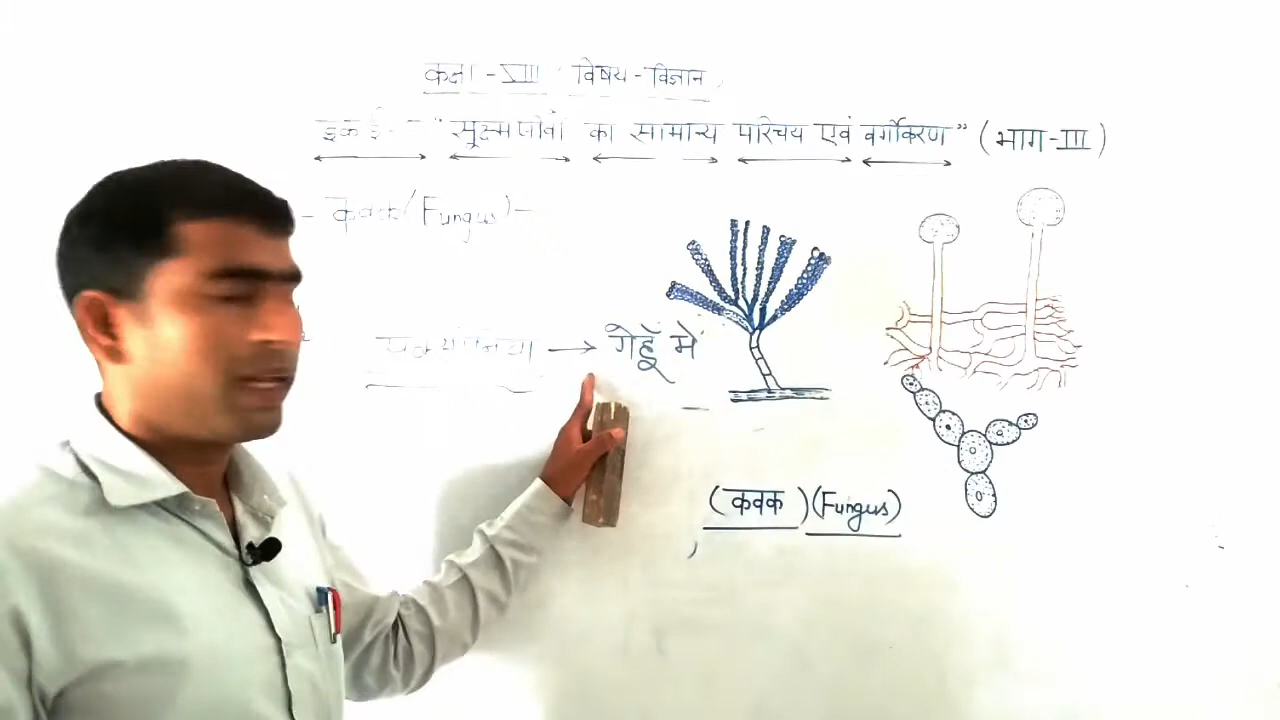 कक्षा - VIII विषय - विज्ञान,
इकाई - "सूक्ष्मजीवों का सामान्य परिचय एवं वर्गीकरण" (भाग - III)
- कवक (Fungus) -
→ गेहूँ में
(कवक) (Fungus)